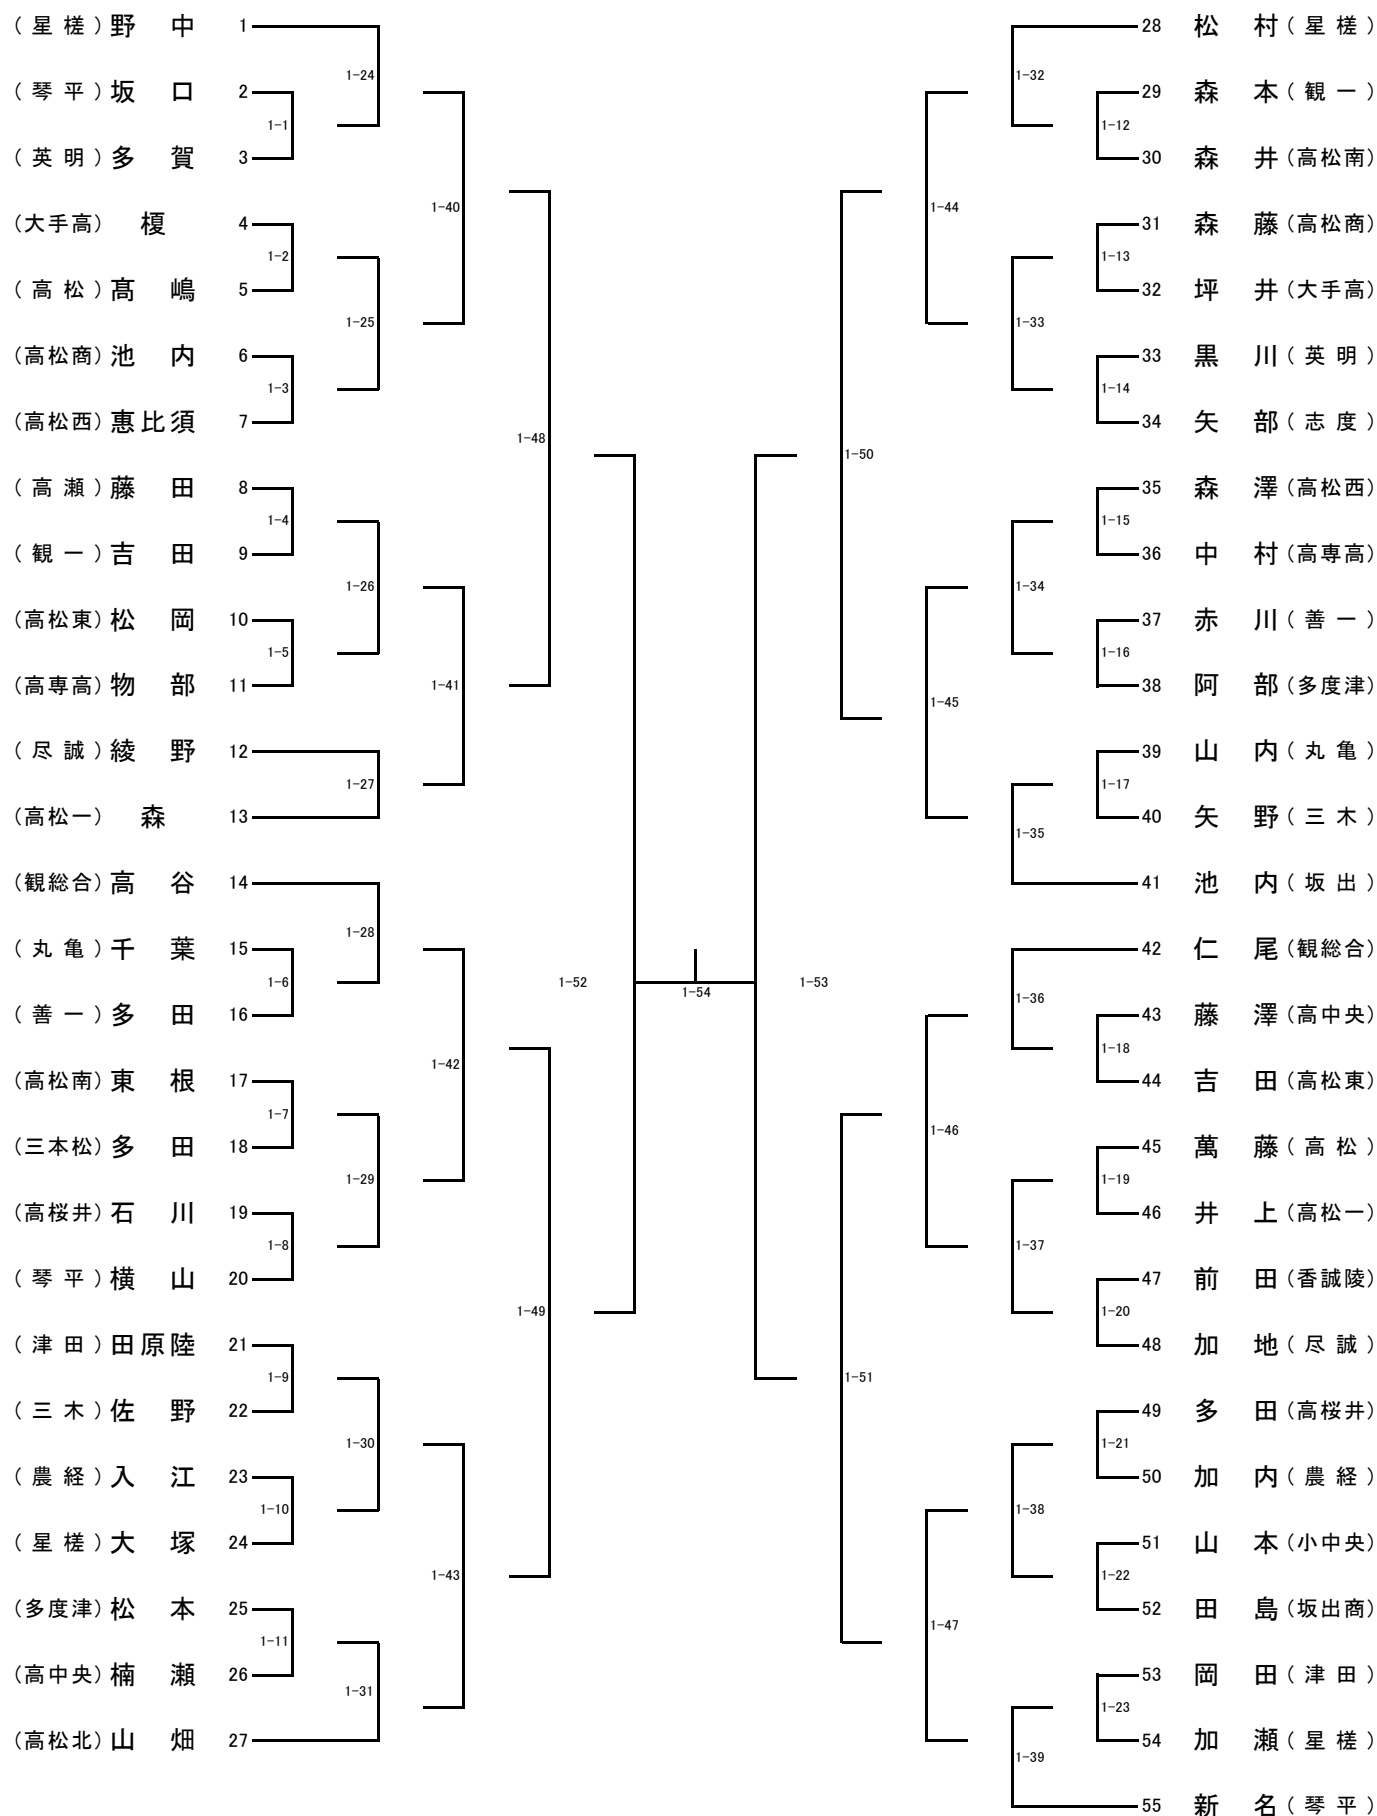 (星槎) 野中 1
1-24
(琴平) 坂口 2
1-1
(英明) 多賀 3
1-40
(大手高) 榎 4
1-2
(高松) 髙嶋 5
1-25
(高松商) 池内 6
1-3
(高松西) 惠比須 7
1-48
(高瀬) 藤田 8
1-4
(観一) 吉田 9
1-26
(高松東) 松岡 10
1-5
(高専高) 物部 11
1-41
(尽誠) 綾野 12
1-27
(高松一) 森 13
(観総合) 高谷 14
1-28
(丸亀) 千葉 15
1-6
(善一) 多田 16
1-42
(高松南) 東根 17
1-7
(三本松) 多田 18
1-29
(高桜井) 石川 19
1-8
(琴平) 横山 20
1-49
(津田) 田原陸 21
1-9
(三木) 佐野 22
1-30
(農経) 入江 23
1-10
(星槎) 大塚 24
1-43
(多度津) 松本 25
1-11
(高中央) 楠瀬 26
1-31
(高松北) 山畑 27
1-52
1-54
1-53
28 松村 (星槎)
1-32
29 森本 (観一)
1-12
30 森井 (高松南)
1-44
31 森藤 (高松商)
1-13
32 坪井 (大手高)
1-33
33 黒川 (英明)
1-14
34 矢部 (志度)
1-50
35 森澤 (高松西)
1-15
36 中村 (高専高)
1-34
37 赤川 (善一)
1-16
38 阿部 (多度津)
1-45
39 山内 (丸亀)
1-17
40 矢野 (三木)
1-35
41 池内 (坂出)
42 仁尾 (観総合)
1-36
43 藤澤 (高中央)
1-18
44 吉田 (高松東)
1-46
45 萬藤 (高松)
1-19
46 井上 (高松一)
1-37
47 前田 (香誠陵)
1-20
48 加地 (尽誠)
1-51
49 多田 (高桜井)
1-21
50 加内 (農経)
1-38
51 山本 (小中央)
1-22
52 田島 (坂出商)
1-47
53 岡田 (津田)
1-23
54 加瀬 (星槎)
1-39
55 新名 (琴平)